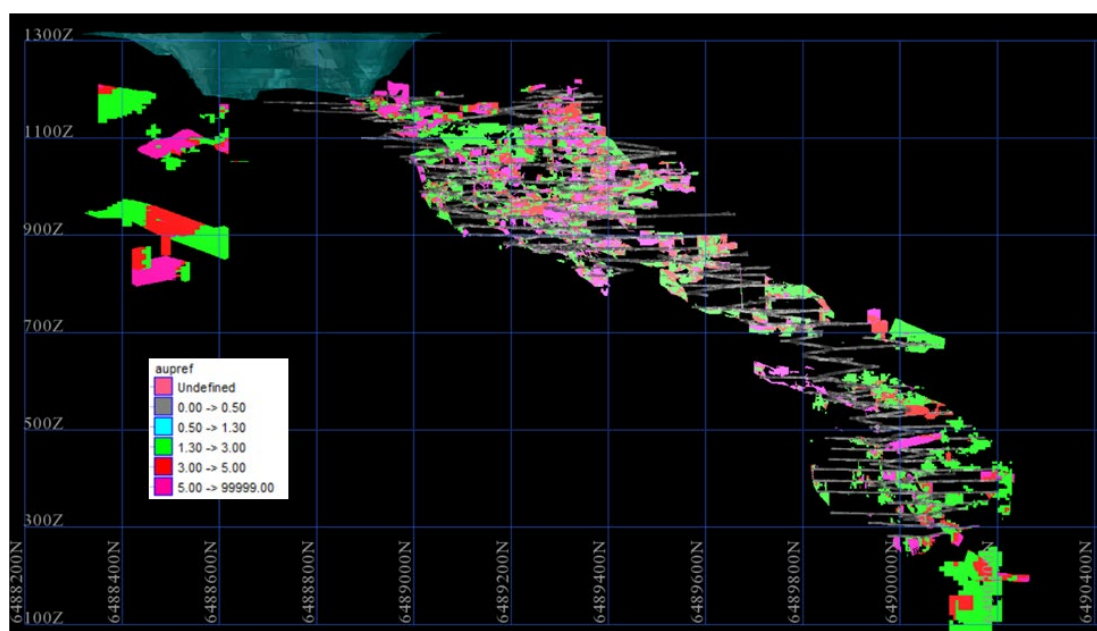 1300Z
1100Z
900Z
700Z
500Z
300Z
100Z
aupref
Undefined
0.00 -> 0.50
0.50 -> 1.30
1.30 -> 3.00
3.00 -> 5.00
5.00 -> 99999.00
6488200N
6488400N
6488600N
6488800N
6489000N
6489200N
6489400N
6489600N
6489800N
6490000N
6490200N
6490400N